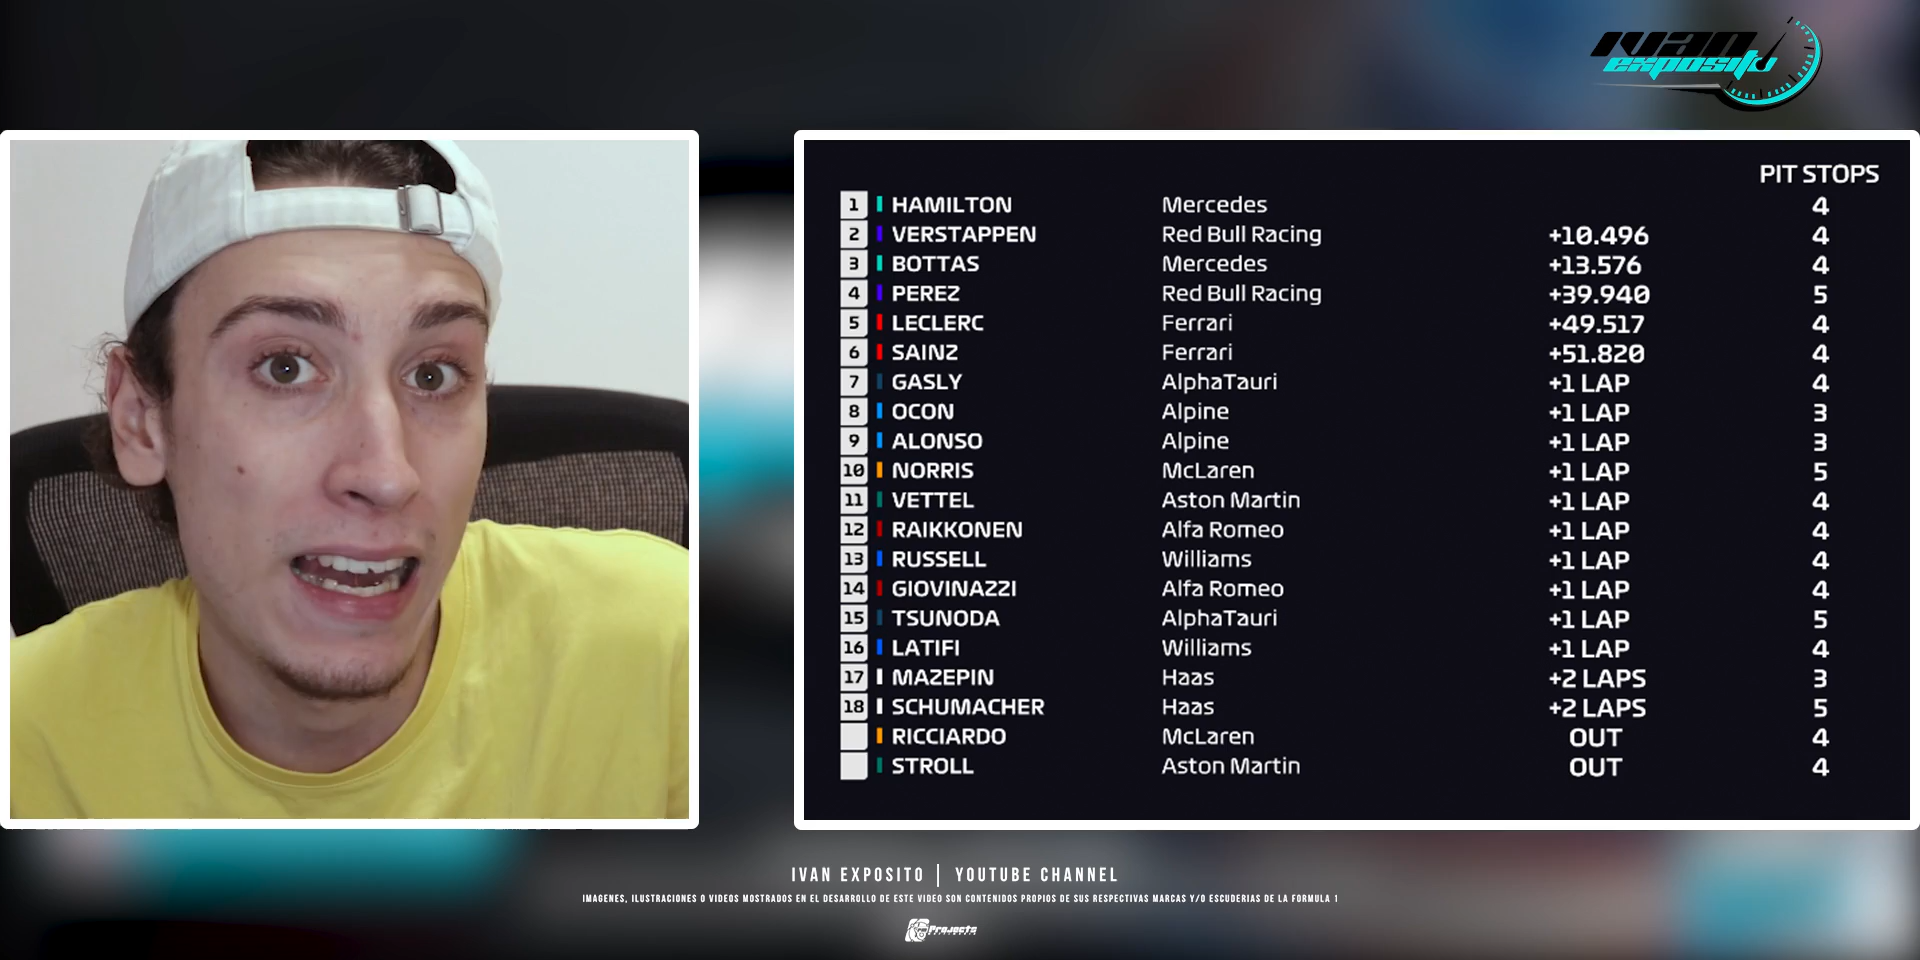 IVAN
exposito
PIT STOPS
1 HAMILTON Mercedes 4
2 VERSTAPPEN Red Bull Racing +10.496 4
3 BOTTAS Mercedes +13.576 4
4 PEREZ Red Bull Racing +39.940 5
5 LECLERC Ferrari +49.517 4
6 SAINZ Ferrari +51.820 4
7 GASLY AlphaTauri +1 LAP 4
8 OCON Alpine +1 LAP 3
9 ALONSO Alpine +1 LAP 3
10 NORRIS McLaren +1 LAP 5
11 VETTEL Aston Martin +1 LAP 4
12 RAIKKONEN Alfa Romeo +1 LAP 4
13 RUSSELL Williams +1 LAP 4
14 GIOVINAZZI Alfa Romeo +1 LAP 4
15 TSUNODA AlphaTauri +1 LAP 5
16 LATIFI Williams +1 LAP 4
17 MAZEPIN Haas +2 LAPS 3
18 SCHUMACHER Haas +2 LAPS 5
RICCIARDO McLaren OUT 4
STROLL Aston Martin OUT 4
IVAN EXPOSITO | YOUTUBE CHANNEL
IMAGENES, ILUSTRACIONES O VIDEOS MOSTRADOS EN EL DESARROLLO DE ESTE VIDEO SON CONTENIDOS PROPIOS DE SUS RESPECTIVAS MARCAS Y/O ESCUDERIAS DE LA FORMULA 1
Projects